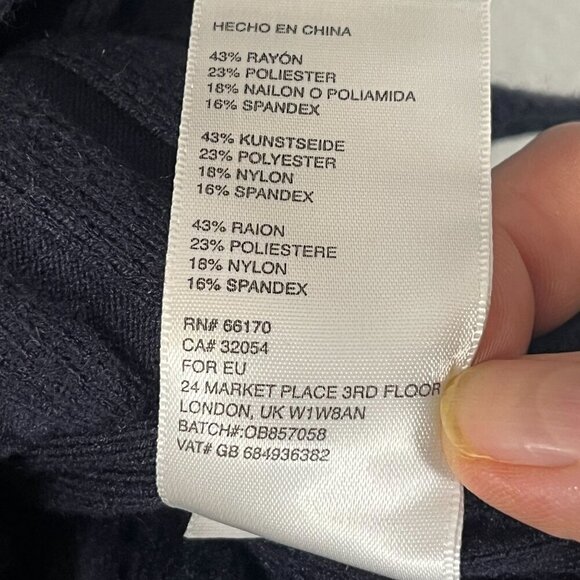 HECHO EN CHINA
43% RAYÓN
23% POLIESTER
18% NAILON O POLIAMIDA
16% SPANDEX
43% KUNSTSEIDE
23% POLYESTER
18% NYLON
16% SPANDEX
43% RAION
23% POLIESTERE
18% NYLON
16% SPANDEX
RN# 66170
CA# 32054
FOR EU
24 MARKET PLACE 3RD FLOOR
LONDON, UK W1W8AN
BATCH#:OB857058
VAT# GB 684936382